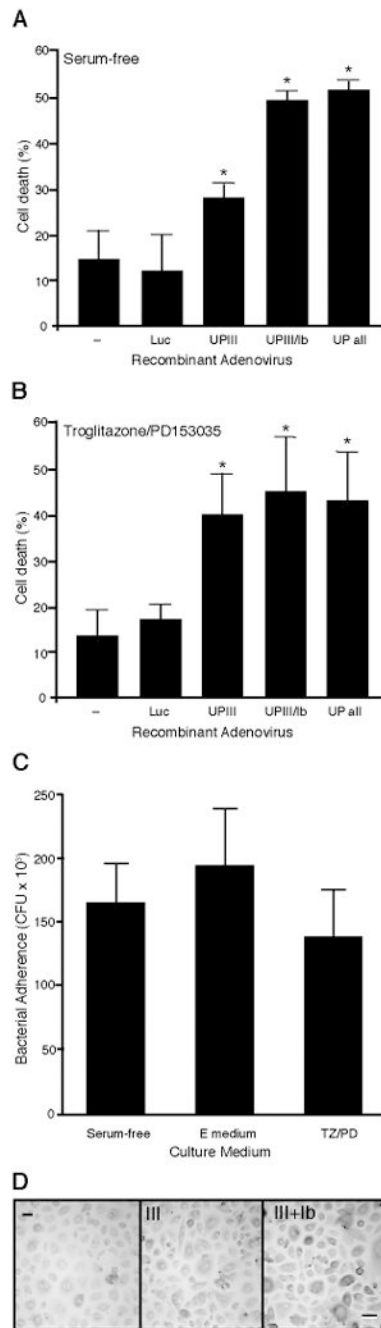 A
Serum-free
60
50
40
30
20
10
0
Cell death (%)
*
*
*
– Luc UPIII UPIII/Ib UP all
Recombinant Adenovirus
B
Troglitazone/PD153035
60
50
40
30
20
10
0
Cell death (%)
*
*
*
– Luc UPIII UPIII/Ib UP all
Recombinant Adenovirus
C
250
200
150
100
50
0
Bacterial Adherence (CFU x
Serum-free E medium TZ/PD
Culture Medium
D
– III III+Ib